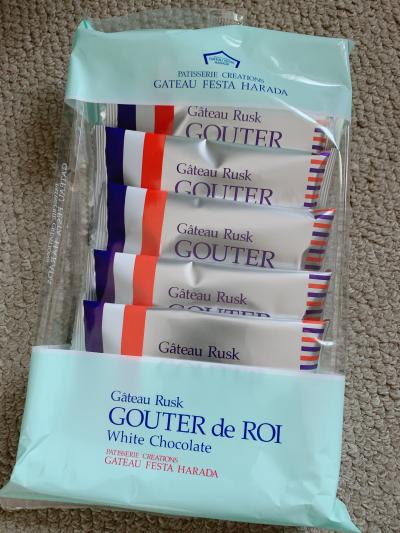 PATISSERIE CREATIONS
GATEAU FESTA HARADA
Gâteau Rusk
GOUTER
Gâteau Rusk
GOUTER
Gâteau Rusk
GOUTER
Gâteau Rusk
Gâteau Rusk
Gâteau Rusk
GOUTER de ROI
White Chocolate
PATISSERIE CREATIONS
GATEAU FESTA HARADA